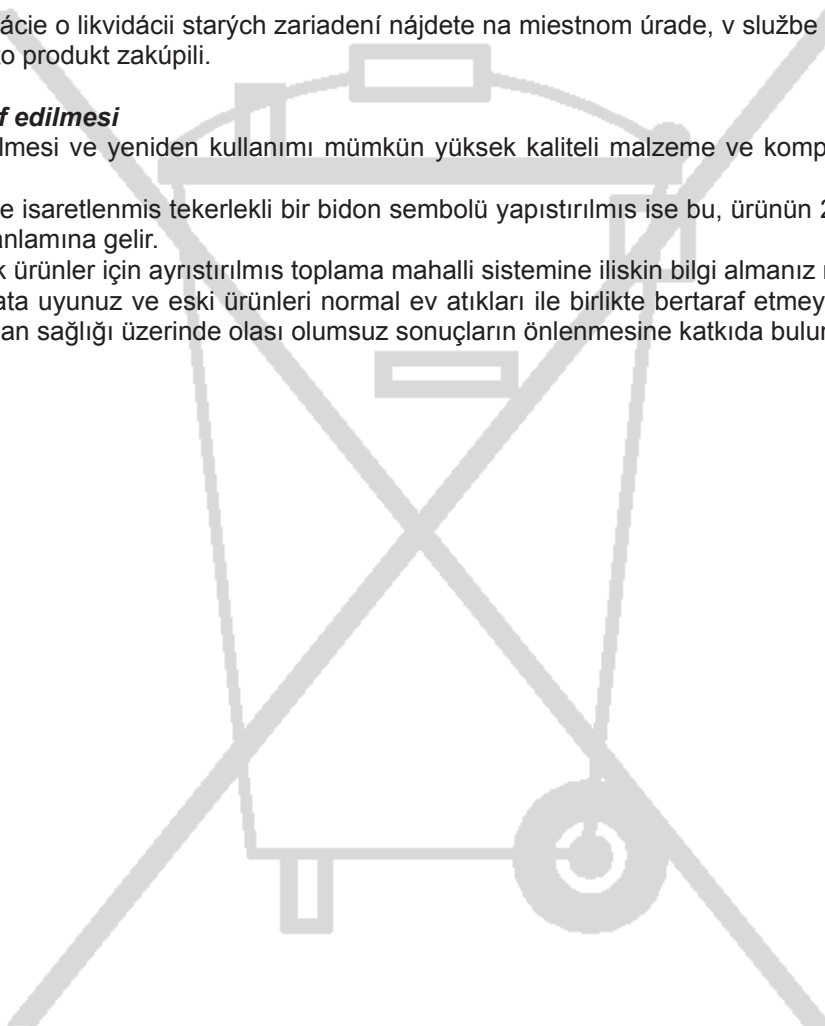 ácie o likvidácii starých zariadení nájdete na miestnom úrade, v službe
to produkt zakúpili.
f edilmesi
lmesi ve yeniden kullanımı mümkün yüksek kaliteli malzeme ve komp
e isaretlenmis tekerlekli bir bidon sembolü yapıstırılmıs ise bu, ürünün 2
anlamına gelir.
k ürünler için ayrıstırılmıs toplama mahalli sistemine iliskin bilgi almanız
ata uyunuz ve eski ürünleri normal ev atıkları ile birlikte bertaraf etmey
an sağlığı üzerinde olası olumsuz sonuçların önlenmesine katkıda bulu